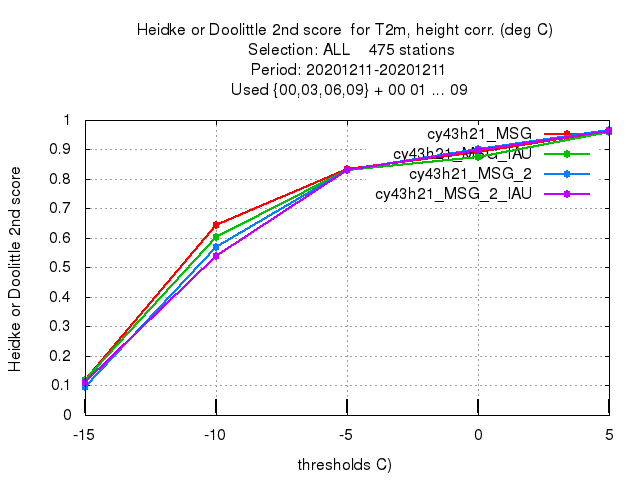 Heidke or Doolittle 2nd score  for T2m, height corr. (deg C)
Selection: ALL    475 stations
Period: 20201211-20201211
Used {00,03,06,09} + 00 01 ... 09
Heidke or Doolittle 2nd score
1
0.9
0.8
0.7
0.6
0.5
0.4
0.3
0.2
0.1
0
cy43h21_MSG
cy43h21_MSG_IAU
cy43h21_MSG_2
cy43h21_MSG_2_IAU
-15 -10 -5 0 5
thresholds C)